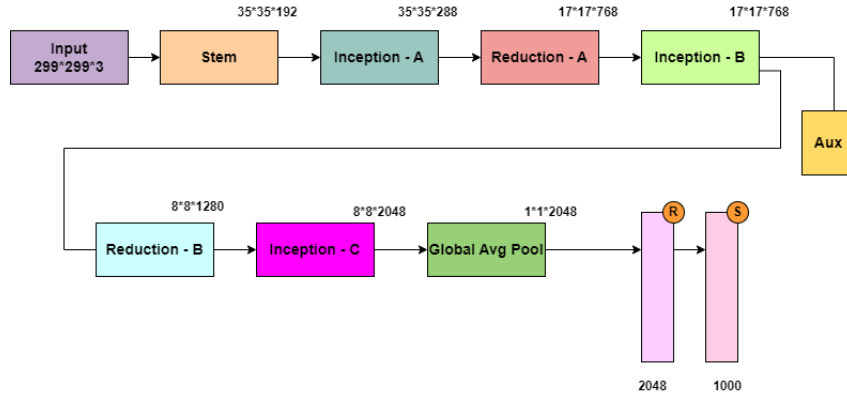 35*35*192
35*35*288
17*17*768
17*17*768
Input
299*299*3
Stem
Inception - A
Reduction - A
Inception - B
Aux
8*8*1280
8*8*2048
1*1*2048
R
S
Reduction - B
Inception - C
Global Avg Pool
2048
1000